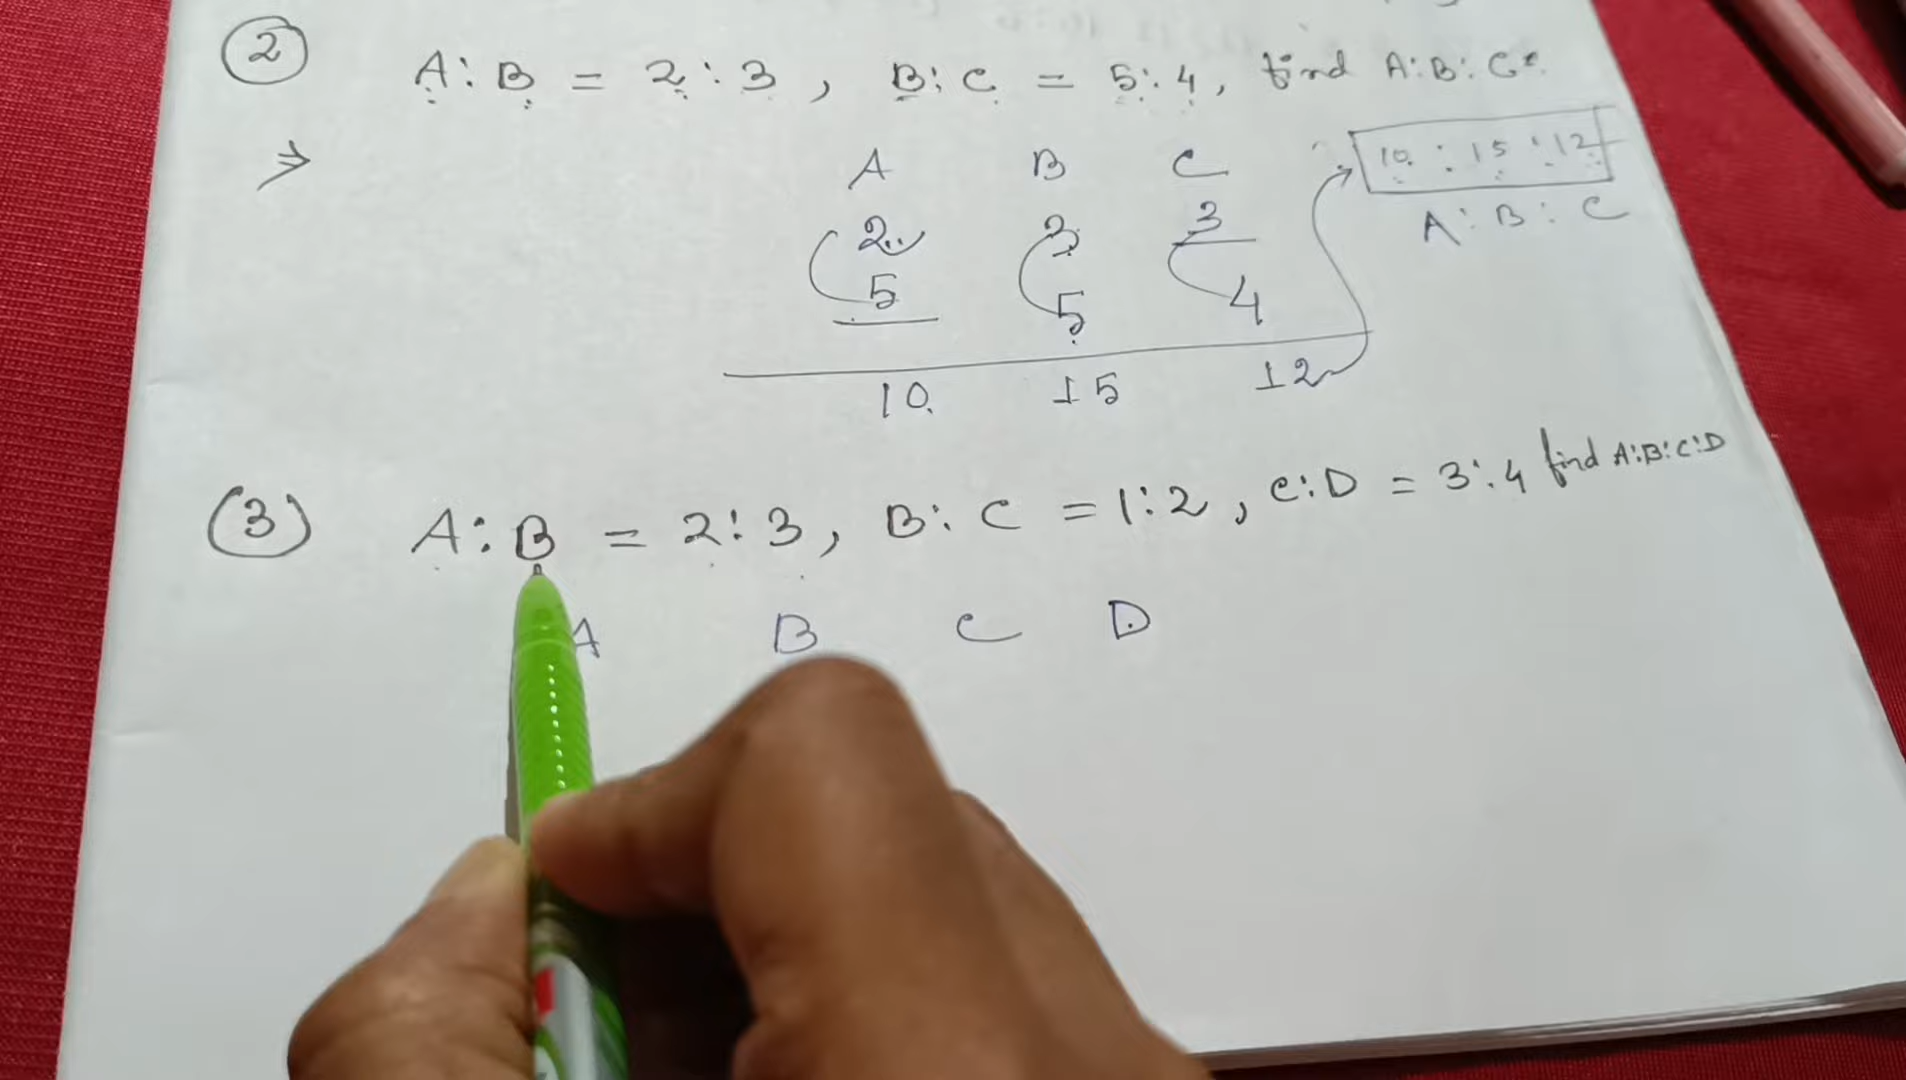 (2) A:B = 2:3, B:C = 5:4, find A:B:C.
⇒ A B C
10 : 15 : 12
A : B : C
2 3 3
5 5 4
10 15 12
(3) A:B = 2:3, B:C = 1:2, C:D = 3:4 find A:B:C:D
A B C D